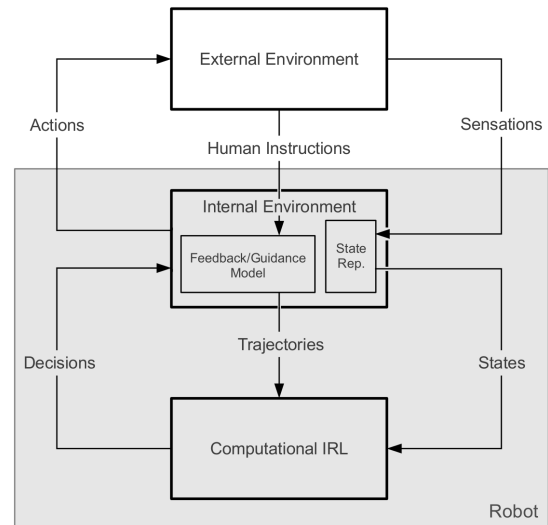 External Environment
Actions
Sensations
Human Instructions
Internal Environment
Feedback/Guidance
Model
State
Rep.
Trajectories
Decisions
States
Computational IRL
Robot